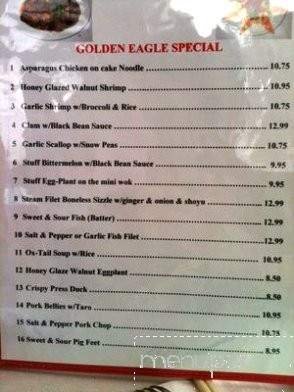 GOLDEN EAGLE SPECIAL
1 Asparagus Chicken on cake Noodle 10.75
2 Honey Glazed Walnut Shrimp 10.95
3 Garlic Shrimp w/Broccoli & Rice 10.75
4 Clam w/Black Bean Sauce 12.99
5 Garlic Scallop w/Snow Peas 10.75
6 Stuff Bittermelon w/Black Bean Sauce 9.95
7 Stuff Egg-Plant on the mini wok 9.95
8 Steam Filet Boneless Sizzle w/ginger & onion & shoyu 12.99
9 Sweet & Sour Fish (Batter) 12.99
10 Salt & Pepper or Garlic Fish Filet 12.99
11 Ox-Tail Soup w/Rice 10.95
12 Honey Glaze Walnut Eggplant 8.50
13 Crispy Press Duck 8.50
14 Pork Bellies w/Taro 8.95
15 Salt & Pepper Pork Chop 10.75
16 Sweet & Sour Pig Feet 8.95